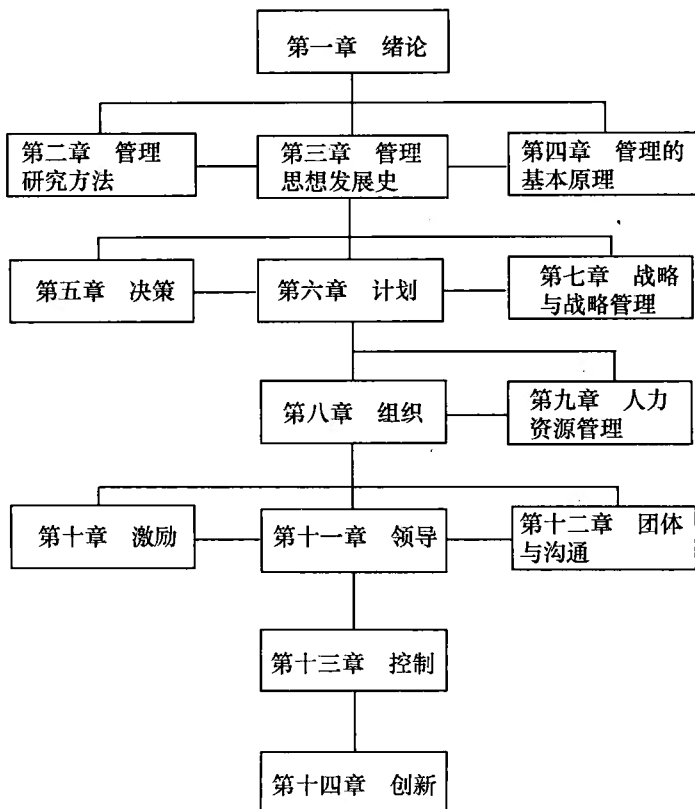 第一章 绪论
第二章 管理
研究方法
第三章 管理
思想发展史
第四章 管理的
基本原理
第五章 决策
第六章 计划
第七章 战略
与战略管理
第八章 组织
第九章 人力
资源管理
第十章 激励
第十一章 领导
第十二章 团体
与沟通
第十三章 控制
第十四章 创新